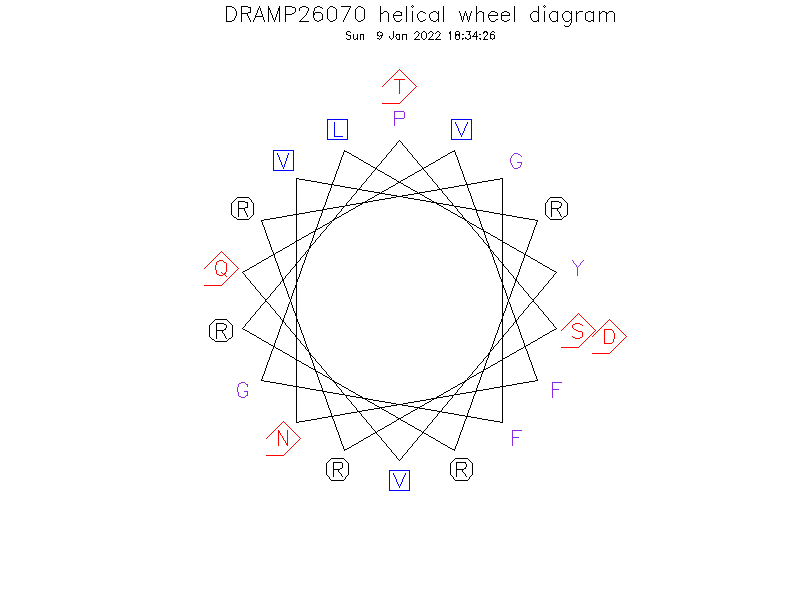 DRAMP26070 helical wheel diagram
Sun 9 Jan 2022 18:34:26
T
P
L V
V G
R R
Q Y
R S D
G F
N F
R R
V